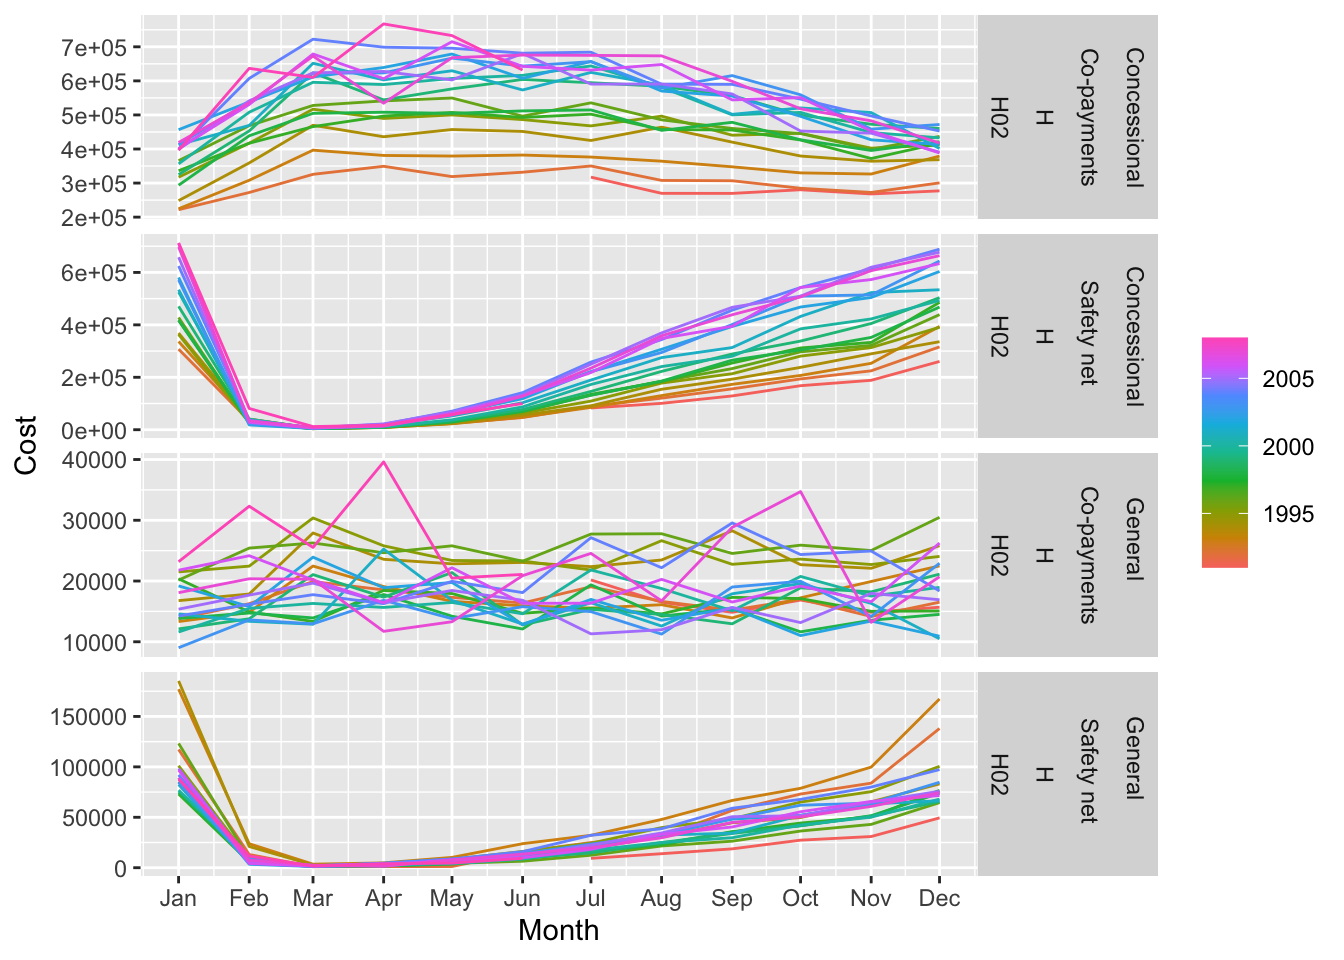 7e+05
6e+05
5e+05
4e+05
3e+05
2e+05
Concessional
Co-payments
H
H02
6e+05
4e+05
2e+05
0e+00
Concessional
Safety net
H
H02
40000
30000
20000
10000
General
Co-payments
H
H02
150000
100000
50000
0
General
Safety net
H
H02
Jan Feb Mar Apr May Jun Jul Aug Sep Oct Nov Dec
Month
Cost
2005
2000
1995